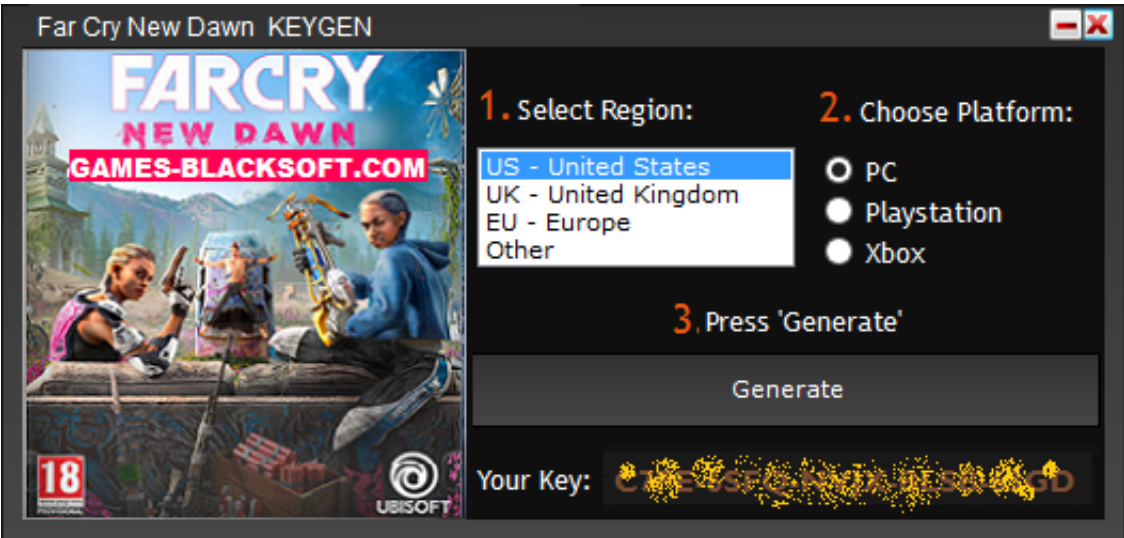 Far Cry New Dawn KEYGEN
FARCRY
NEW DAWN
GAMES-BLACKSOFT.COM
18
UBISOFT
1. Select Region:
US - United States
UK - United Kingdom
EU - Europe
Other
2. Choose Platform:
PC
Playstation
Xbox
3. Press 'Generate'
Generate
Your Key: